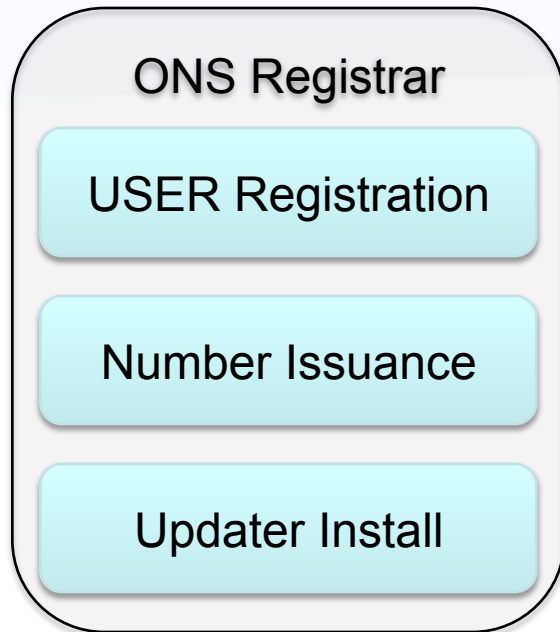 ONS Registrar
USER Registration
Number Issuance
Updater Install